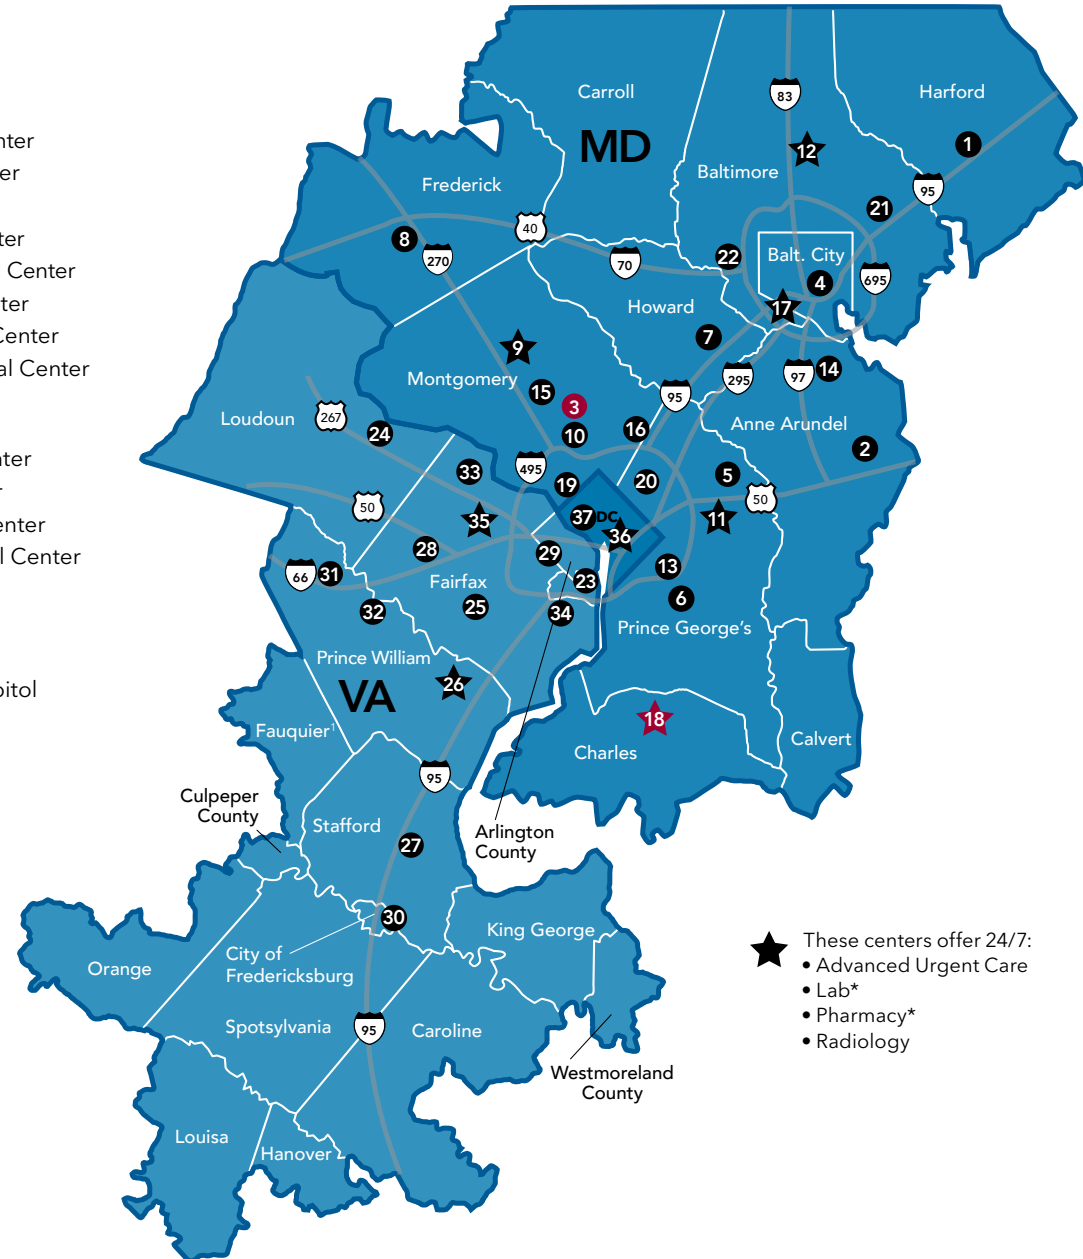 nter
er
ter
Center
ter
Center
al Center
nter
r
enter
l Center
pitol
Carroll
83
Harford
MD
12
1
Baltimore
Frederick
95
21
40
8
270
70
22
Balt. City
4
695
17
Howard
7
9
Montgomery
15
3
295
97
14
95
Loudoun
267
24
10
16
Anne Arundel
2
33
495
19
20
5
50
50
35
37
DC
36
11
28
29
66
31
Fairfax
23
13
32
25
34
6
Prince George's
Prince William
26
VA
18
Fauquier¹
Charles
Calvert
95
Culpeper
County
Stafford
27
Arlington
County
30
King George
City of
Fredericksburg
Orange
Spotsylvania
95
Caroline
Westmoreland
County
Louisa
Hanover
These centers offer 24/7:
• Advanced Urgent Care
• Lab*
• Pharmacy*
• Radiology